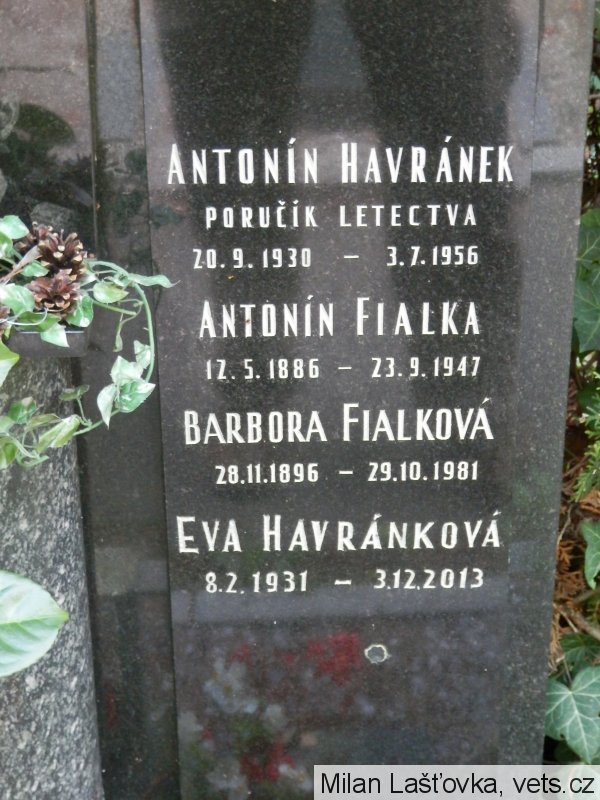 ANTONÍN HAVRÁNEK
PORUČÍK LETECTVA
20.9.1930 – 3.7.1956
ANTONÍN FIALKA
12.5.1886 – 23.9.1947
BARBORA FIALKOVÁ
28.11.1896 – 29.10.1981
EVA HAVRÁNKOVÁ
8.2.1931 – 3.12.2013
Milan Lašťovka, vets.cz